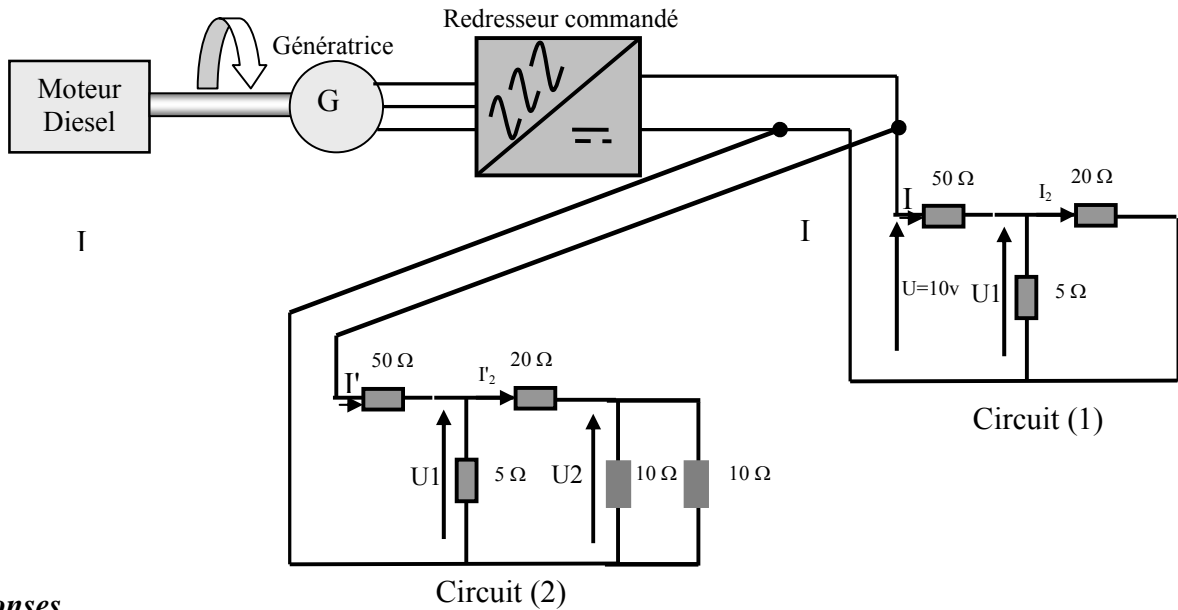 Redresseur commandé
Génératrice
Moteur
Diesel
G
50 Ω
20 Ω
I
I₂
I
I
U=10v
U1
5 Ω
Circuit (1)
50 Ω
20 Ω
I'
I'₂
U1
5 Ω
U2
10 Ω
10 Ω
Circuit (2)
onses